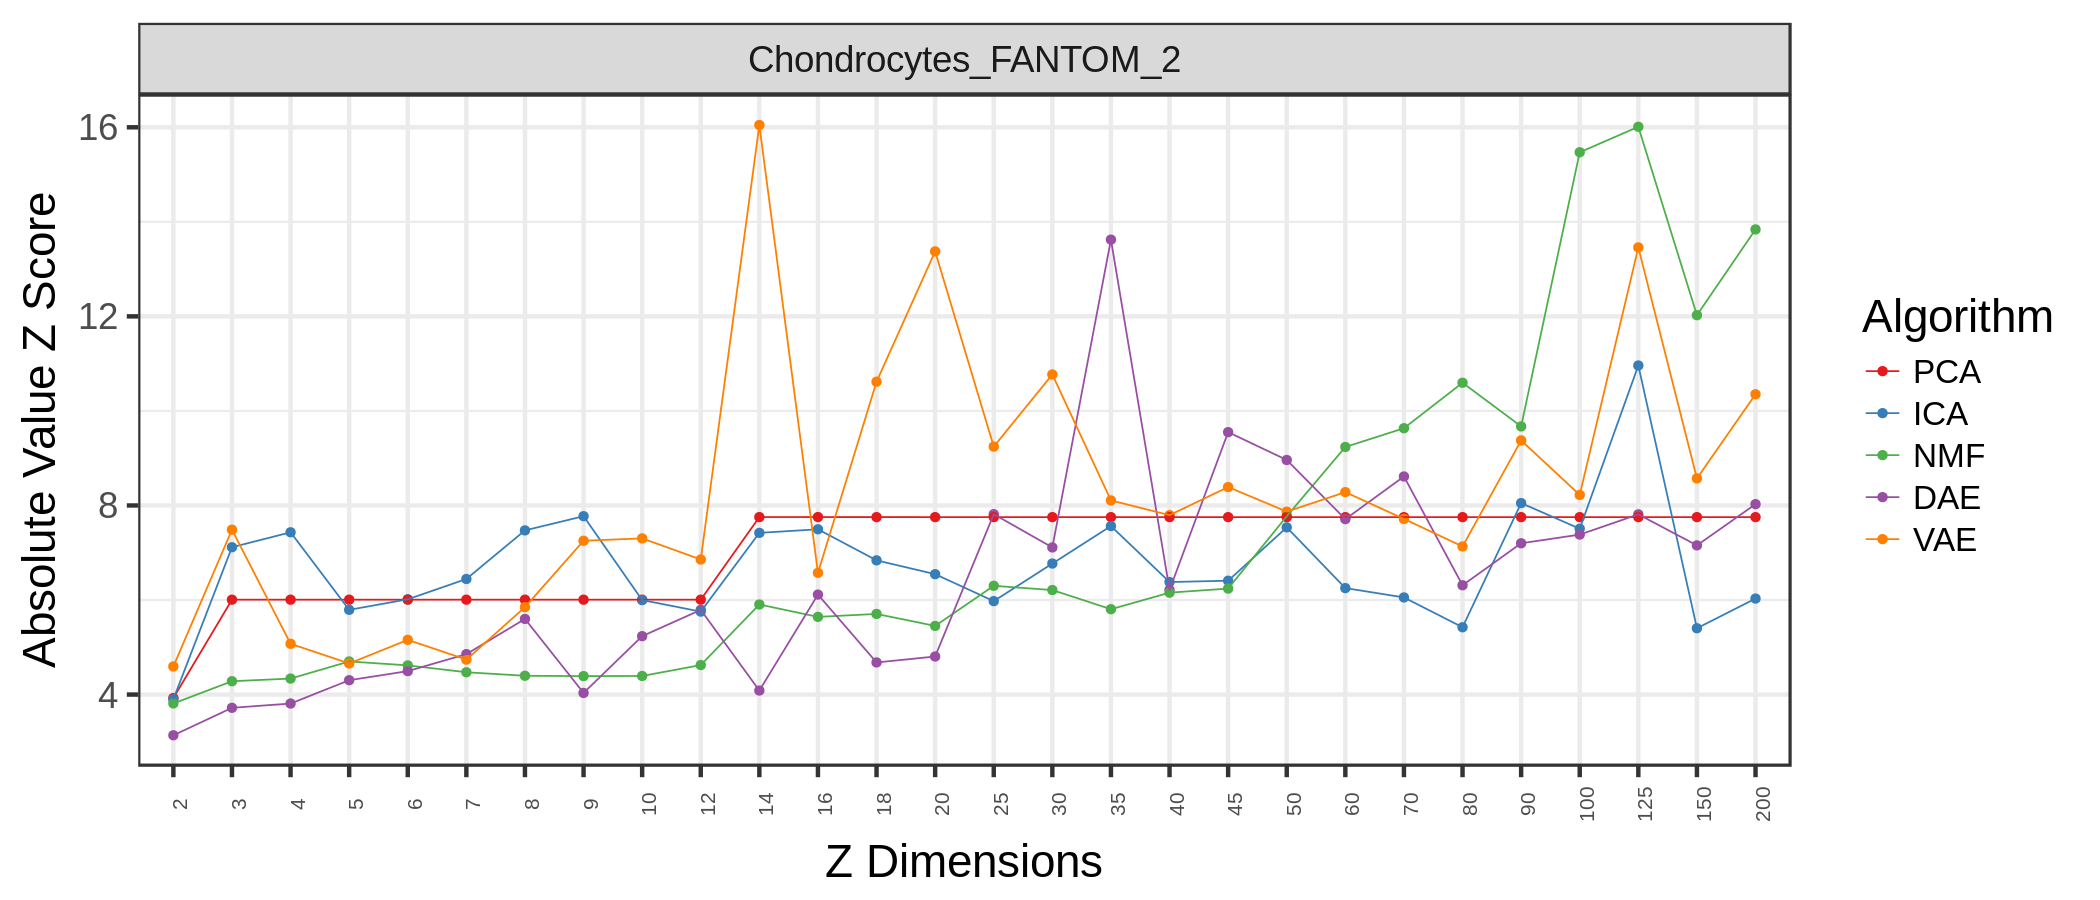 Chondrocytes_FANTOM_2
Absolute Value Z Score
16
12
8
4
2 3 4 5 6 7 8 9 10 12 14 16 18 20 25 30 35 40 45 50 60 70 80 90 100 125 150 200
Z Dimensions
Algorithm
PCA
ICA
NMF
DAE
VAE